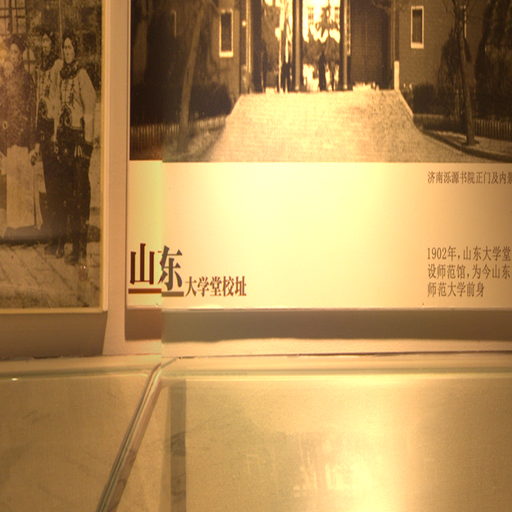 济南泺源书院正门及内景
山东大学堂校址
1902年，山东大学堂
设师范馆，为今山东
师范大学前身